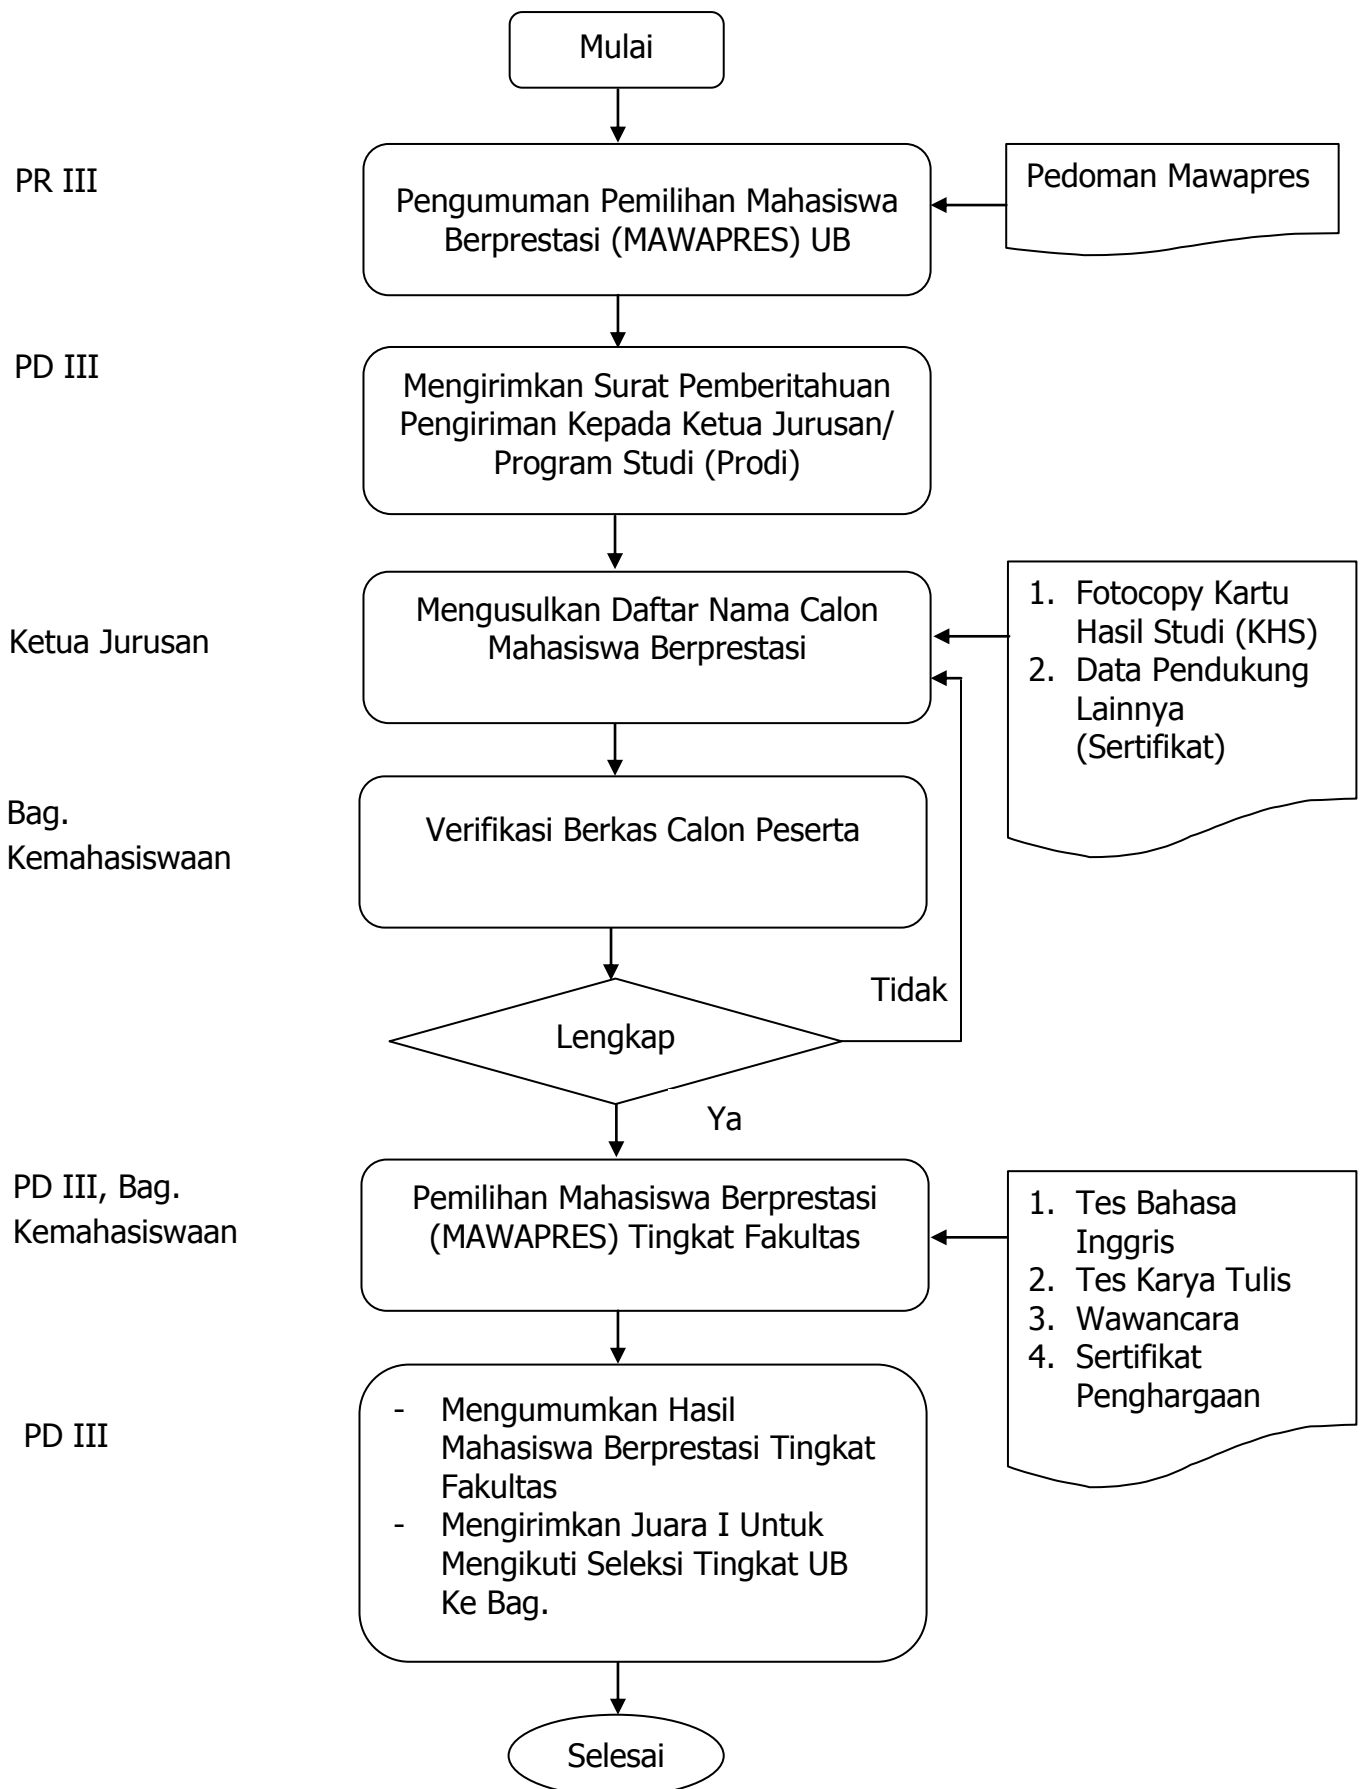 Mulai
PR III
Pengumuman Pemilihan Mahasiswa
Berprestasi (MAWAPRES) UB
Pedoman Mawapres
PD III
Mengirimkan Surat Pemberitahuan
Pengiriman Kepada Ketua Jurusan/
Program Studi (Prodi)
Ketua Jurusan
Mengusulkan Daftar Nama Calon
Mahasiswa Berprestasi
1. Fotocopy Kartu
Hasil Studi (KHS)
2. Data Pendukung
Lainnya
(Sertifikat)
Bag.
Kemahasiswaan
Verifikasi Berkas Calon Peserta
Tidak
Lengkap
Ya
PD III, Bag.
Kemahasiswaan
Pemilihan Mahasiswa Berprestasi
(MAWAPRES) Tingkat Fakultas
1. Tes Bahasa
Inggris
2. Tes Karya Tulis
3. Wawancara
4. Sertifikat
Penghargaan
PD III
- Mengumumkan Hasil
Mahasiswa Berprestasi Tingkat
Fakultas
- Mengirimkan Juara I Untuk
Mengikuti Seleksi Tingkat UB
Ke Bag.
Selesai